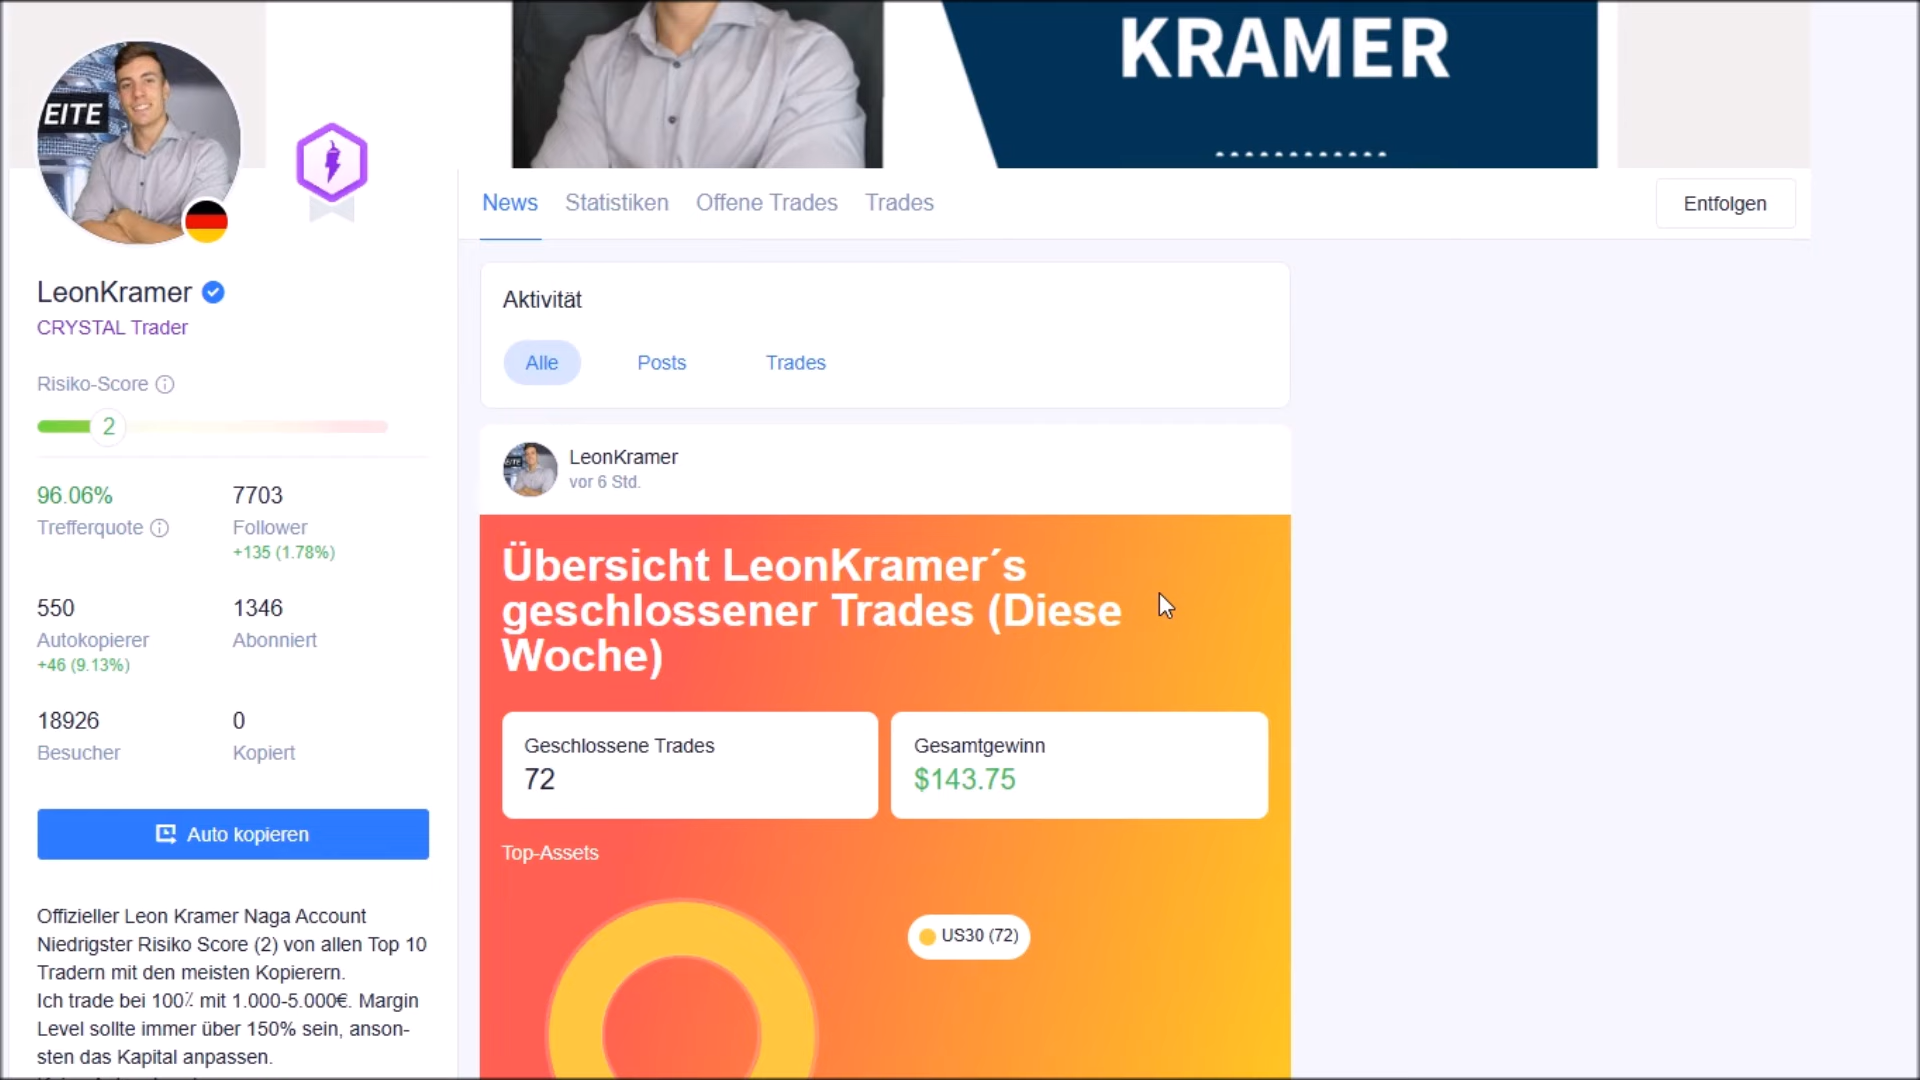 KRAMER
EITE
News Statistiken Offene Trades Trades
Entfolgen
LeonKramer
CRYSTAL Trader
Risiko-Score
2
96.06%
Trefferquote
7703
Follower
+135 (1.78%)
550
Autokopierer
+46 (9.13%)
1346
Abonniert
18926
Besucher
0
Kopiert
Auto kopieren
Offizieller Leon Kramer Naga Account
Niedrigster Risiko Score (2) von allen Top 10
Tradern mit den meisten Kopierern.
Ich trade bei 100٪ mit 1.000-5.000€. Margin
Level sollte immer über 150% sein, anson-
sten das Kapital anpassen.
Aktivität
Alle Posts Trades
LeonKramer
vor 6 Std.
Übersicht LeonKramer´s
geschlossener Trades (Diese
Woche)
Geschlossene Trades
72
Gesamtgewinn
$143.75
Top-Assets
US30 (72)